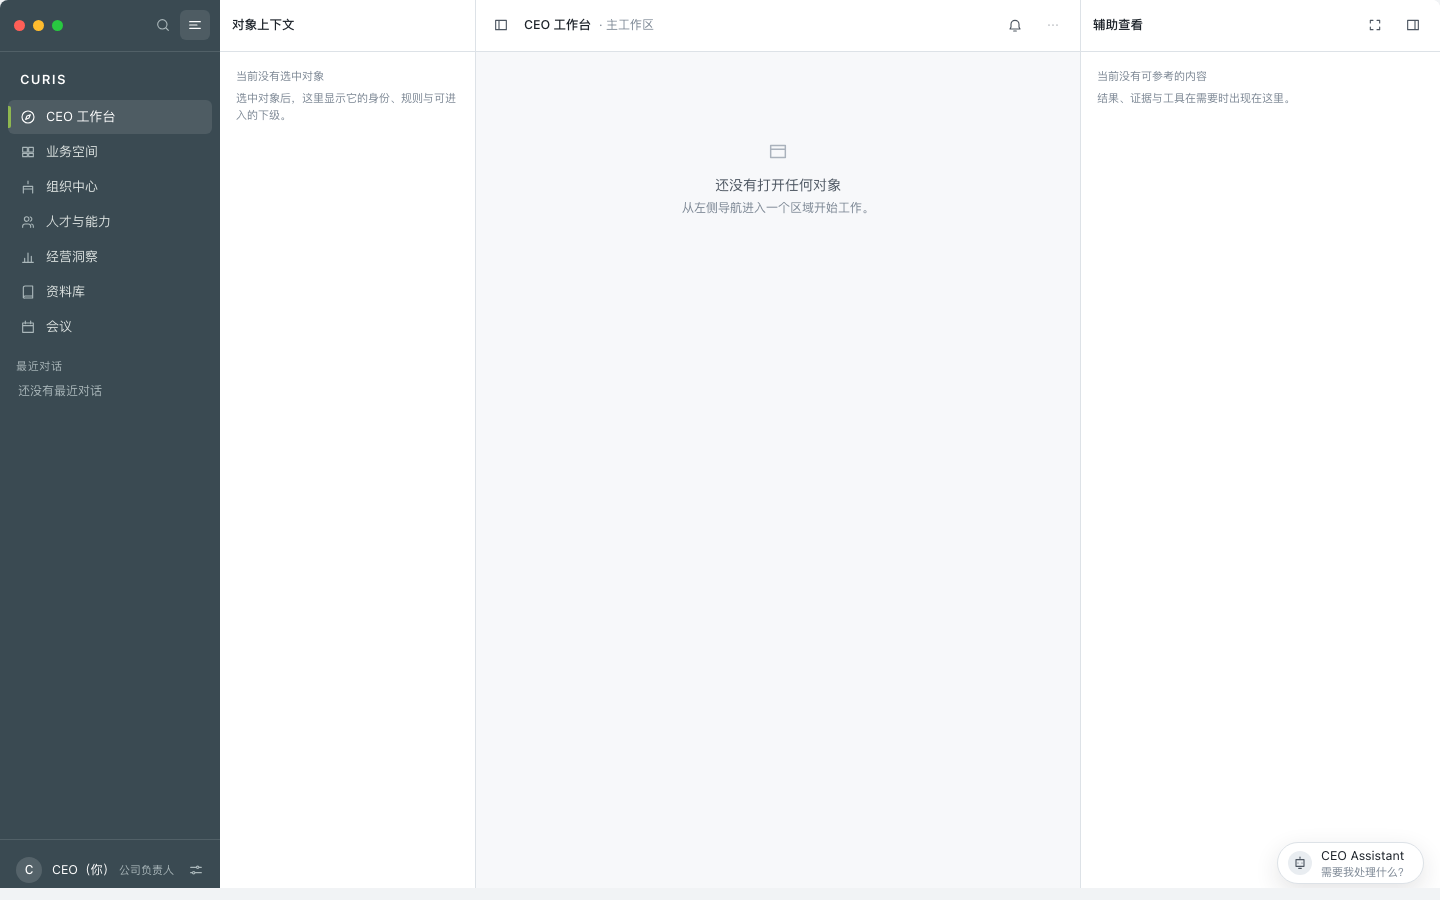 CURIS
CEO 工作台
业务空间
组织中心
人才与能力
经营洞察
资料库
会议
最近对话
还没有最近对话
C
CEO（你） 公司负责人
对象上下文
当前没有选中对象
选中对象后，这里显示它的身份、规则与可进
入的下级。
CEO 工作台 · 主工作区
还没有打开任何对象
从左侧导航进入一个区域开始工作。
辅助查看
当前没有可参考的内容
结果、证据与工具在需要时出现在这里。
CEO Assistant
需要我处理什么？